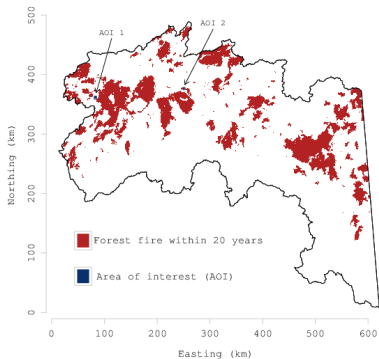 AOI 1
AOI 2
Northing (km)
500
400
300
200
100
0
Forest fire within 20 years
Area of interest (AOI)
0
100
200
300
400
500
600
Easting (km)